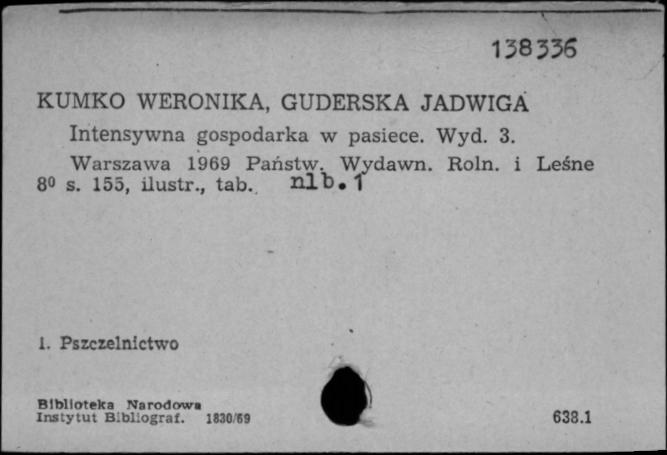 138336
KUMKO WERONIKA, GUDERSKA JADWIGA
Intensywna gospodarka w pasiece. Wyd. 3.
Warszawa 1969 Państw. Wydawn. Roln. i Leśne
8⁰ s. 155, ilustr., tab. nlb. 1
1. Pszczelnictwo
Biblioteka Narodowa
Instytut Bibliograf. 1830/69
638.1